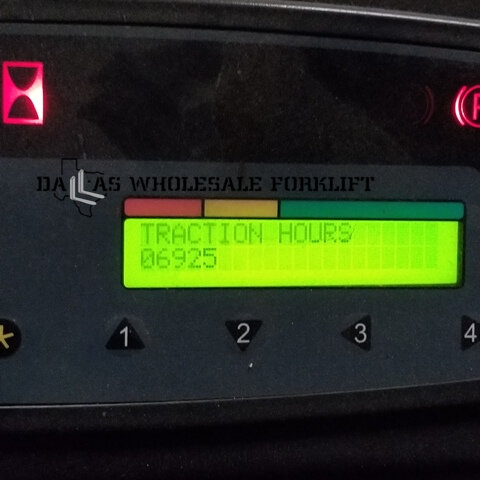 P
DALLAS WHOLESALE FORKLIFT
TRACTION HOURS
06925
1 2 3 4